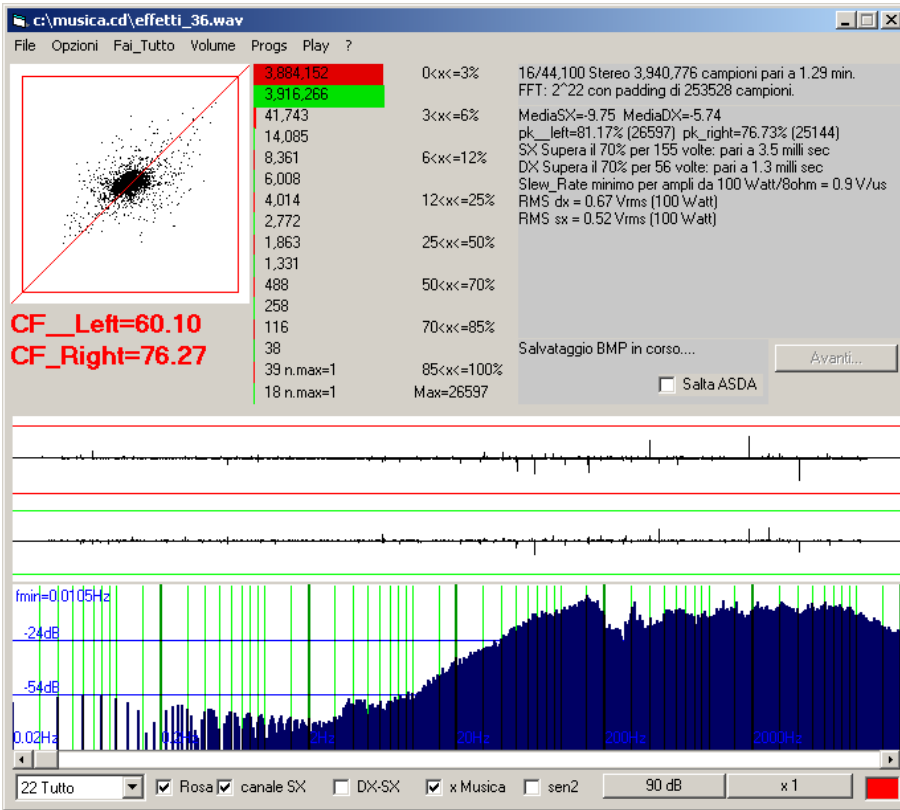 c:\musica.cd\effetti_36.wav
File Opzioni Fai_Tutto Volume Progs Play ?
3,884,152 0<x<=3%
3,916,266
41,743 3<x<=6%
14,085
8,361 6<x<=12%
6,008
4,014 12<x<=25%
2,772
1,863 25<x<=50%
1,331
488 50<x<=70%
258
116 70<x<=85%
38
39 n.max=1 85<x<=100%
18 n.max=1 Max=26597
16/44,100 Stereo 3,940,776 campioni pari a 1.29 min.
FFT: 2^22 con padding di 253528 campioni.
MediaSX=-9.75 MediaDX=-5.74
pk__left=81.17% (26597) pk_right=76.73% (25144)
SX Supera il 70% per 155 volte: pari a 3.5 milli sec
DX Supera il 70% per 56 volte: pari a 1.3 milli sec
Slew_Rate minimo per ampli da 100 Watt/8ohm = 0.9 V/us
RMS dx = 0.67 Vrms (100 Watt)
RMS sx = 0.52 Vrms (100 Watt)
CF__Left=60.10
CF_Right=76.27
Salvataggio BMP in corso....
Avanti...
Salta ASDA
fmin=0.0105Hz
-24dB
-54dB
0.02Hz 0.2Hz 2Hz 20Hz 200Hz 2000Hz
22 Tutto Rosa canale SX DX-SX x Musica sen2 90 dB x 1